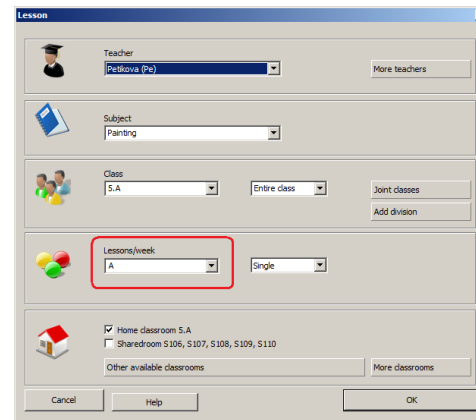 Lesson
Teacher
Petikova (Pe)
More teachers
Subject
Painting
Class
5.A
Entire class
Joint classes
Add division
Lessons/week
A
Single
Home classroom 5.A
Sharedroom S106, S107, S108, S109, S110
Other available classrooms
More classrooms
Cancel
Help
OK